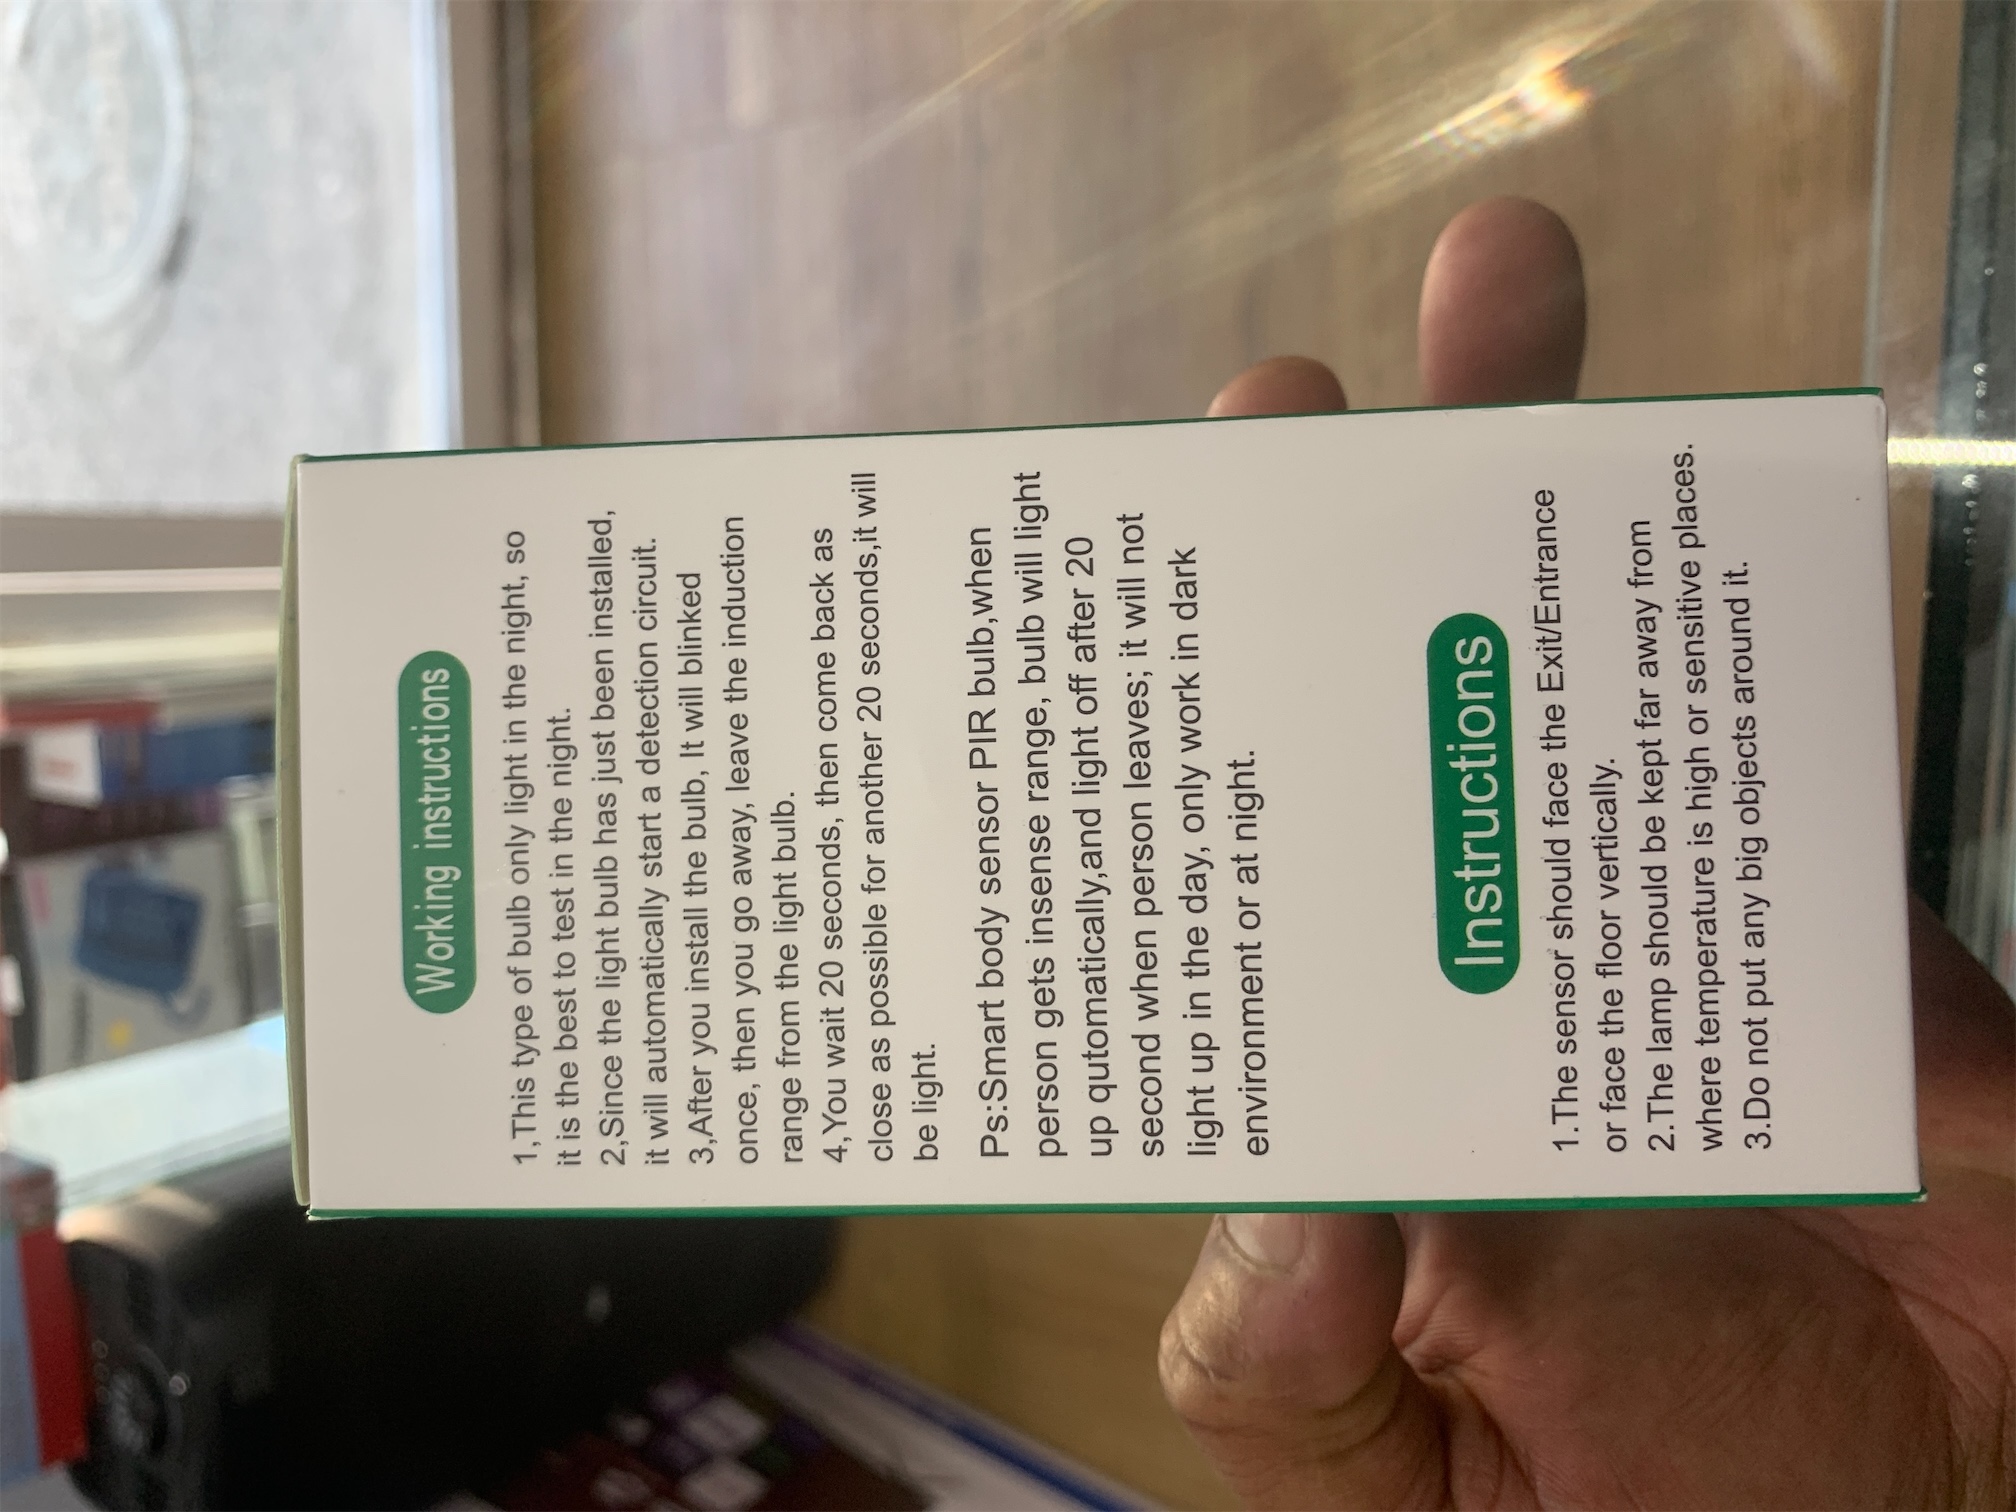 Working instructions
1,This type of bulb only light in the night, so
it is the best to test in the night.
2,Since the light bulb has just been installed,
it will automatically start a detection circuit.
3,After you install the bulb, It will blinked
once, then you go away, leave the induction
range from the light bulb.
4,You wait 20 seconds, then come back as
close as possible for another 20 seconds,it will
be light.
Ps:Smart body sensor PIR bulb,when
person gets insense range, bulb will light
up qutomatically,and light off after 20
second when person leaves; it will not
light up in the day, only work in dark
environment or at night.
Instructions
1.The sensor should face the Exit/Entrance
or face the floor vertically.
2.The lamp should be kept far away from
where temperature is high or sensitive places.
3.Do not put any big objects around it.